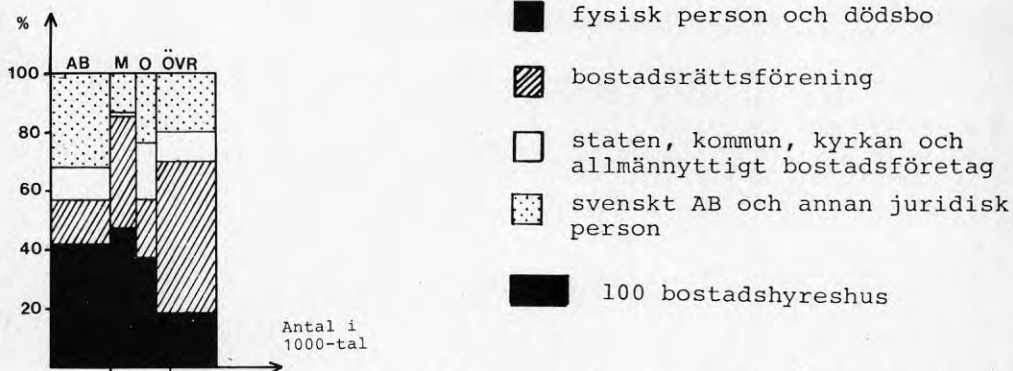 %
AB M O ÖVR
100
80
60
40
20
Antal i
1000-tal
fysisk person och dödsbo
bostadsrättsförening
staten, kommun, kyrkan och
allmännyttigt bostadsföretag
svenskt AB och annan juridisk
person
100 bostadshyreshus